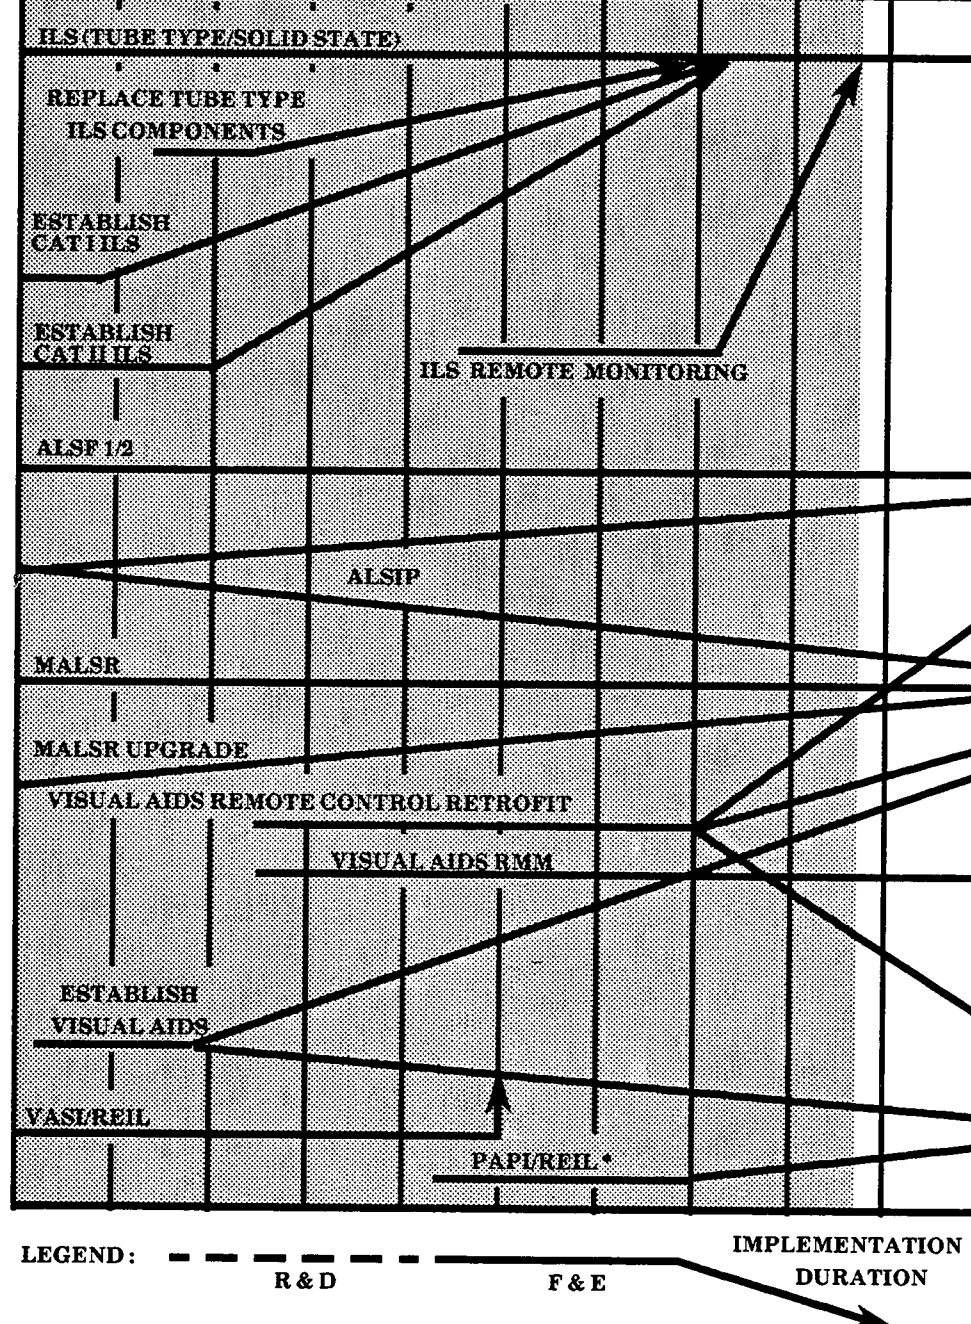 ILS (TUBE TYPE/SOLID STATE)
REPLACE TUBE TYPE
ILS COMPONENTS
ESTABLISH
CAT I ILS
ESTABLISH
CAT II ILS
ILS REMOTE MONITORING
ALSF 1/2
ALSIP
MALSR
MALSR UPGRADE
VISUAL AIDS REMOTE CONTROL RETROFIT
VISUAL AIDS RMM
ESTABLISH
VISUAL AIDS
VASI/REIL
PAPI/REIL *
LEGEND:
R & D
F & E
IMPLEMENTATION
DURATION